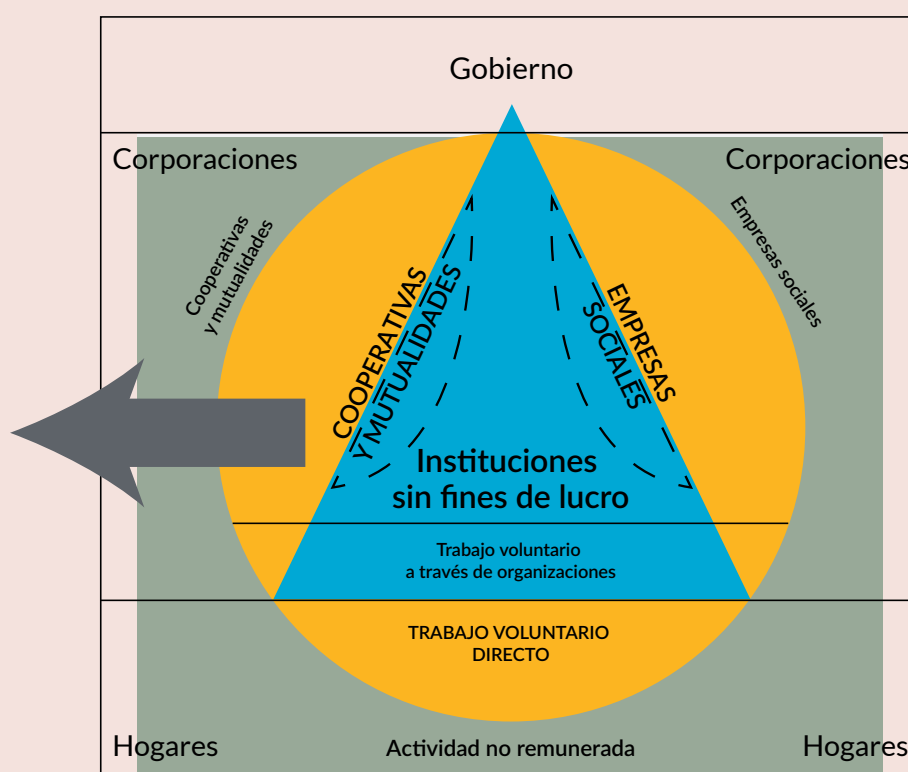 Gobierno
Corporaciones
Corporaciones
Cooperativas
y mutualidades
Empresas sociales
COOPERATIVAS
Y MUTUALIDADES
EMPRESAS
SOCIALES
Instituciones
sin fines de lucro
Trabajo voluntario
a través de organizaciones
TRABAJO VOLUNTARIO
DIRECTO
Hogares
Actividad no remunerada
Hogares